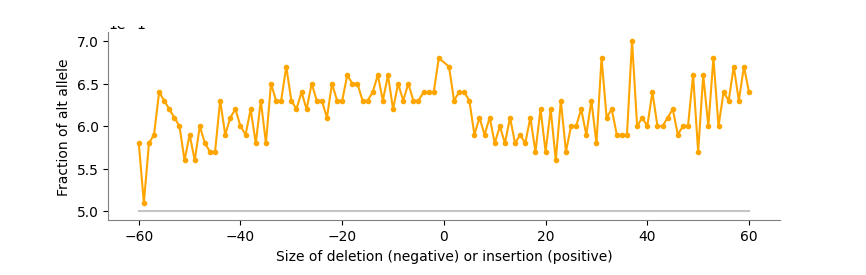 7.0
6.5
6.0
5.5
5.0
Fraction of alt allele
−60 −40 −20 0 20 40 60
Size of deletion (negative) or insertion (positive)